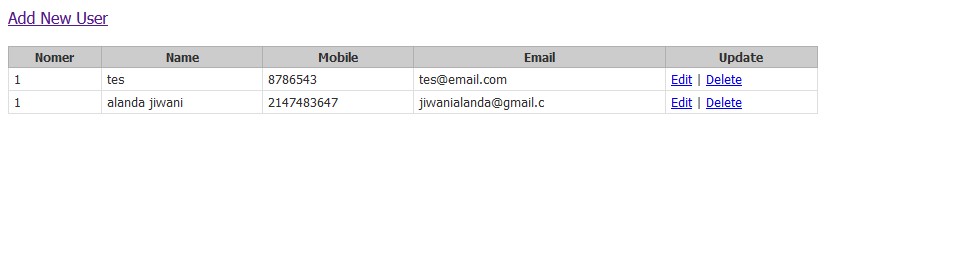 Add New User
Nomer Name Mobile Email Update
1 tes 8786543 tes@email.com Edit | Delete
1 alanda jiwani 2147483647 jiwanialanda@gmail.c Edit | Delete